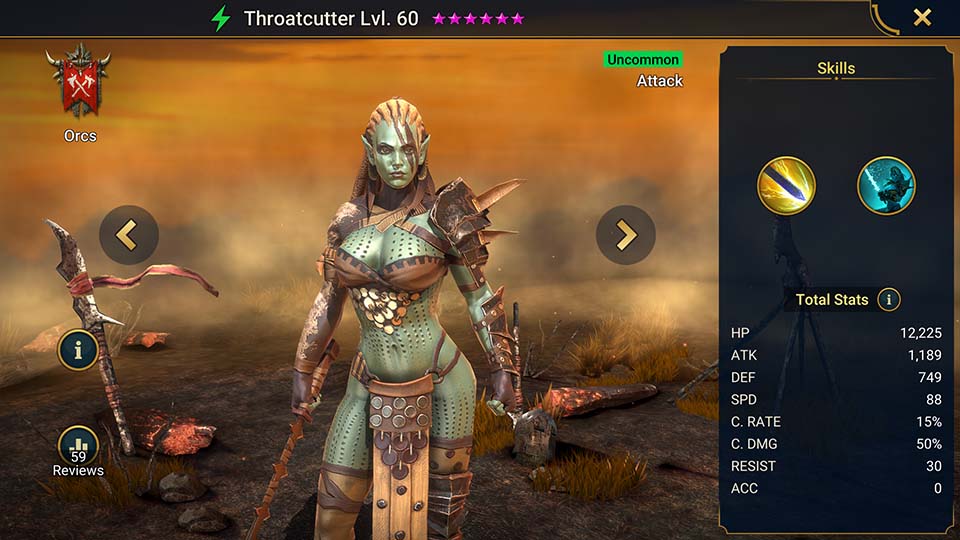 Throatcutter Lvl. 60
Orcs
Uncommon
Attack
59
Reviews
Skills
Total Stats i
HP 12,225
ATK 1,189
DEF 749
SPD 88
C. RATE 15%
C. DMG 50%
RESIST 30
ACC 0